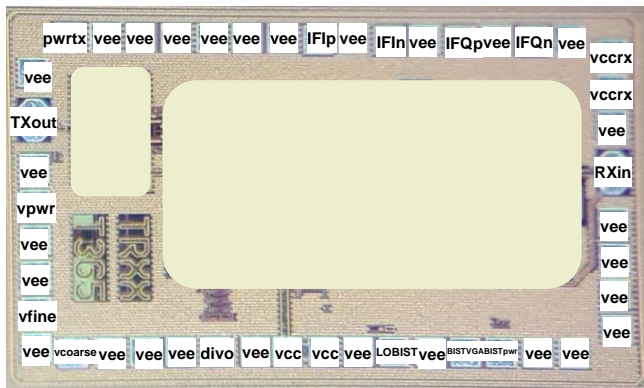 pwrtx vee vee vee vee vee vee IFIp vee IFIn vee IFQp vee IFQn vee
vccrx
vccrx
vee
RXin
vee
vee
vee
vee
vee
TXout
vee
vpwr
vee
vee
vfine
T365
TRXX
vee vcoarse vee vee vee divo vee vcc vcc vee LOBIST vee BISTVGA BISTpwr vee vee